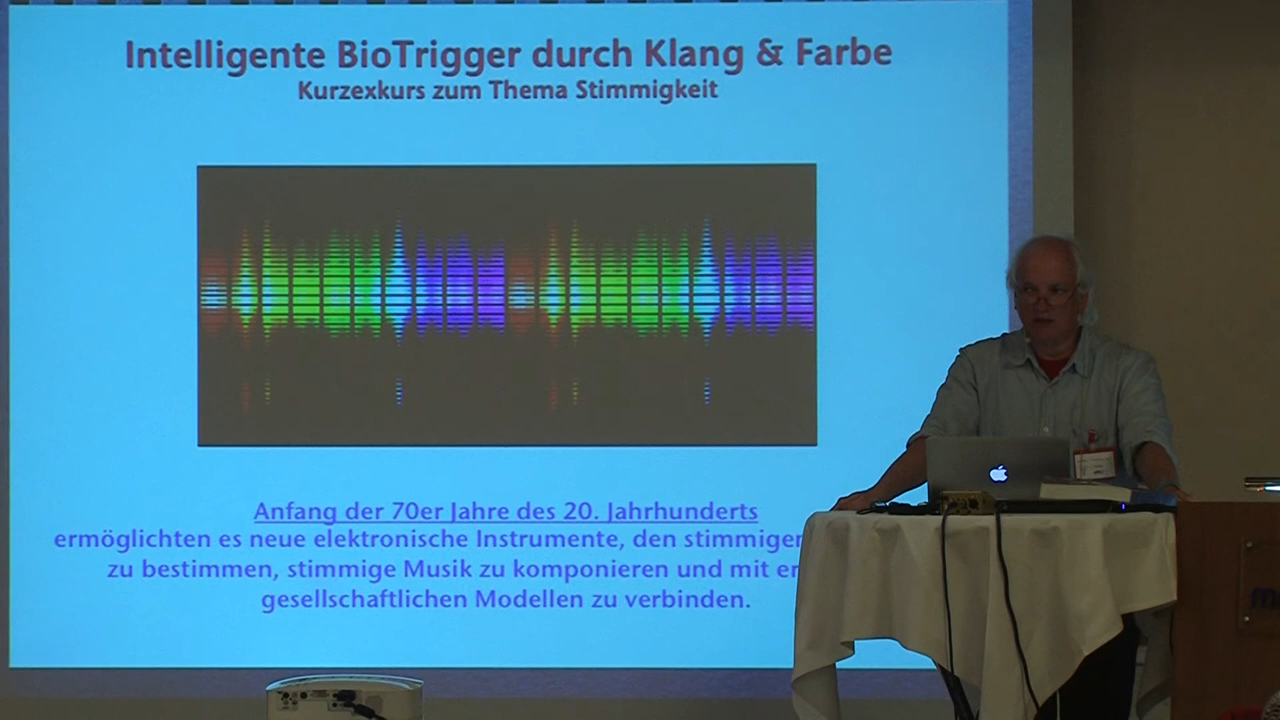 Intelligente BioTrigger durch Klang & Farbe
Kurzexkurs zum Thema Stimmigkeit
Anfang der 70er Jahre des 20. Jahrhunderts
ermöglichten es neue elektronische Instrumente, den stimmigen
zu bestimmen, stimmige Musik zu komponieren und mit
gesellschaftlichen Modellen zu verbinden.